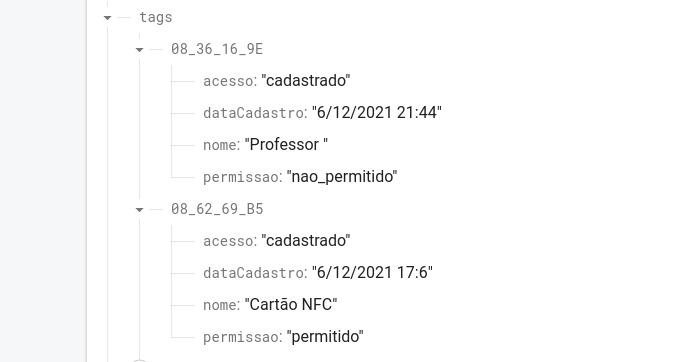 tags
08_36_16_9E
acesso: "cadastrado"
dataCadastro: "6/12/2021 21:44"
nome: "Professor "
permissao: "nao_permitido"
08_62_69_B5
acesso: "cadastrado"
dataCadastro: "6/12/2021 17:6"
nome: "Cartão NFC"
permissao: "permitido"